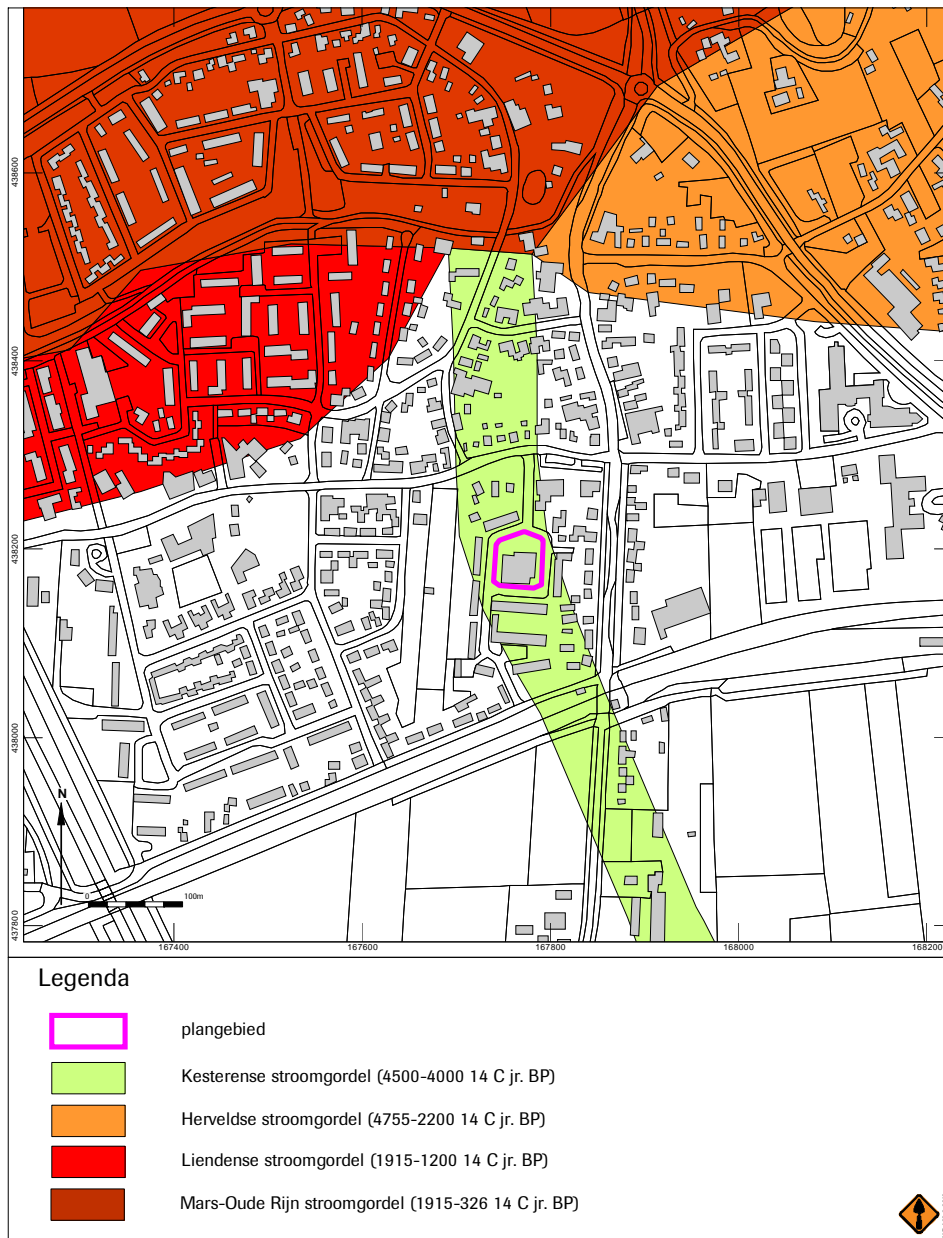 438600
438400
438200
438000
437800
N
0 100m
167400 167600 167800 168000 168200
Legenda
plangebied
Kesterense stroomgordel (4500-4000 14 C jr. BP)
Herveldse stroomgordel (4755-2200 14 C jr. BP)
Liendense stroomgordel (1915-1200 14 C jr. BP)
Mars-Oude Rijn stroomgordel (1915-326 14 C jr. BP)